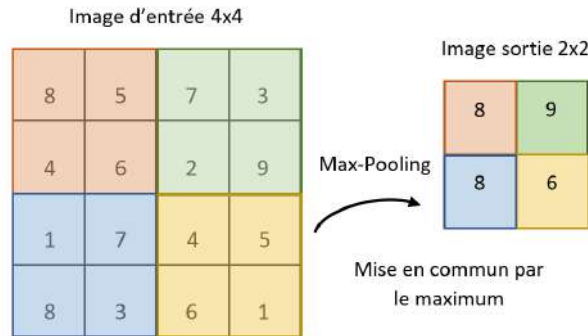 Image d'entrée 4x4
8 5 7 3
4 6 2 9
1 7 4 5
8 3 6 1
Max-Pooling
Mise en commun par
le maximum
Image sortie 2x2
8 9
8 6